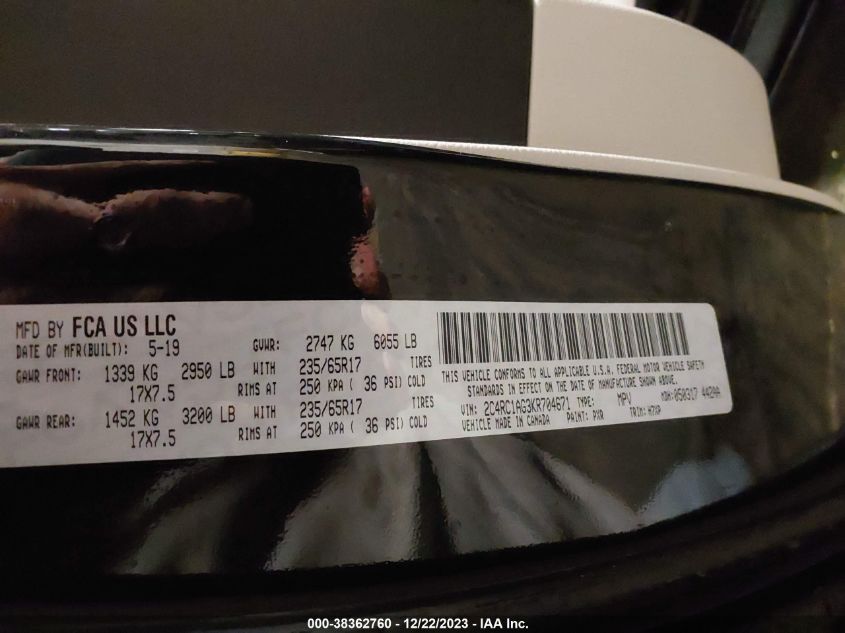 MFD BY FCA US LLC
DATE OF MFR(BUILT): 5-19 GVWR: 2747 KG 6055 LB
GAWR FRONT: 1339 KG 2950 LB WITH 235/65R17 TIRES
17X7.5 RIMS AT 250 KPA ( 36 PSI) COLD
GAWR REAR: 1452 KG 3200 LB WITH 235/65R17 TIRES
17X7.5 RIMS AT 250 KPA ( 36 PSI) COLD
THIS VEHICLE CONFORMS TO ALL APPLICABLE U.S.A. FEDERAL MOTOR VEHICLE SAFETY
STANDARDS IN EFFECT ON THE DATE OF MANUFACTURE SHOWN ABOVE.
VIN: 2C4RC1AG3KR704671 TYPE: MPV MDH:050317 442AA
VEHICLE MADE IN CANADA PAINT: PXR TRIM:
000-38362760 - 12/22/2023 - IAA Inc.